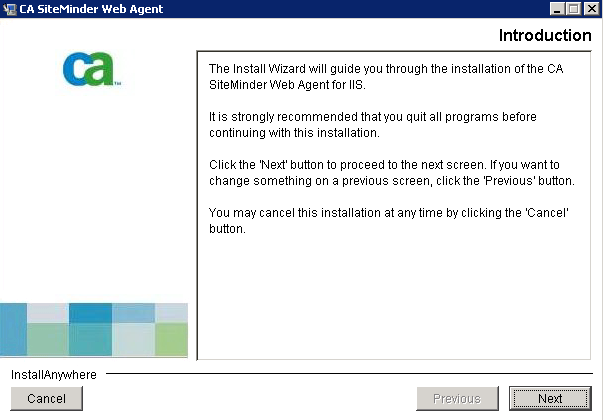 CA SiteMinder Web Agent
Introduction
ca
The Install Wizard will guide you through the installation of the CA
SiteMinder Web Agent for IIS.
It is strongly recommended that you quit all programs before
continuing with this installation.
Click the 'Next' button to proceed to the next screen. If you want to
change something on a previous screen, click the 'Previous' button.
You may cancel this installation at any time by clicking the 'Cancel'
button.
InstallAnywhere
Cancel
Previous
Next